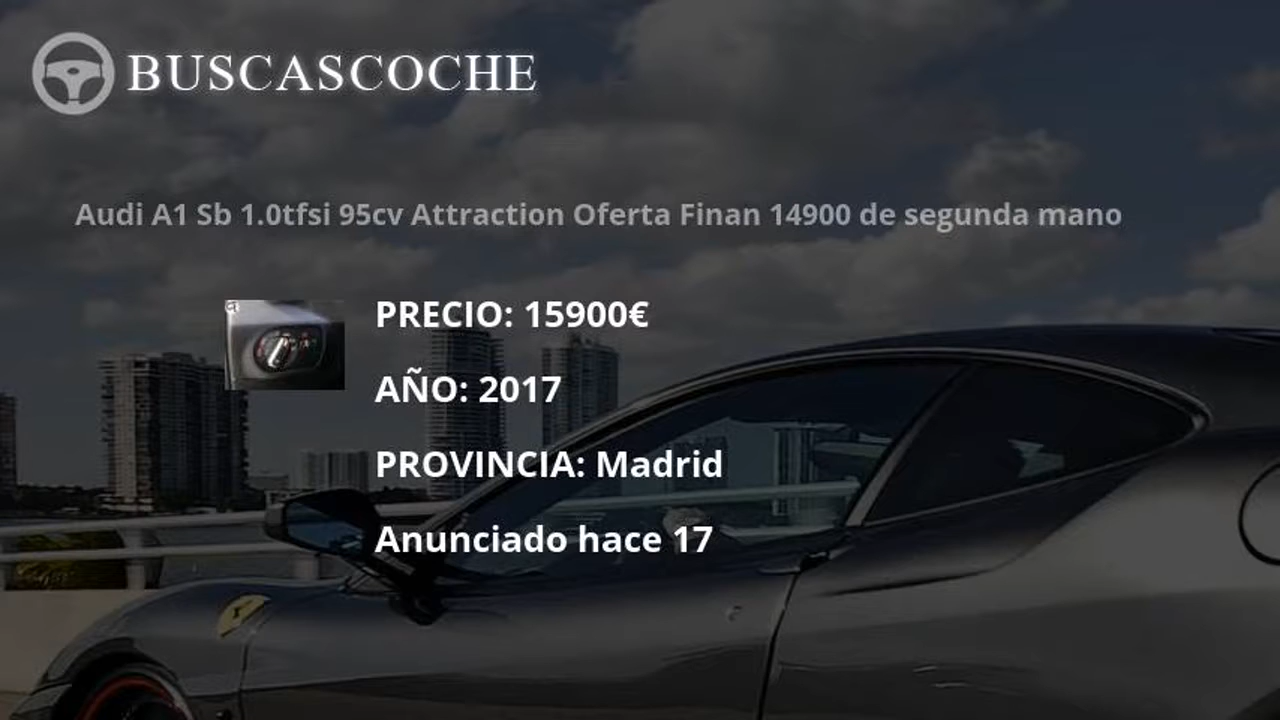 BUSCASCOCHE
Audi A1 Sb 1.0tfsi 95cv Attraction Oferta Finan 14900 de segunda mano
PRECIO: 15900€
AÑO: 2017
PROVINCIA: Madrid
Anunciado hace 17